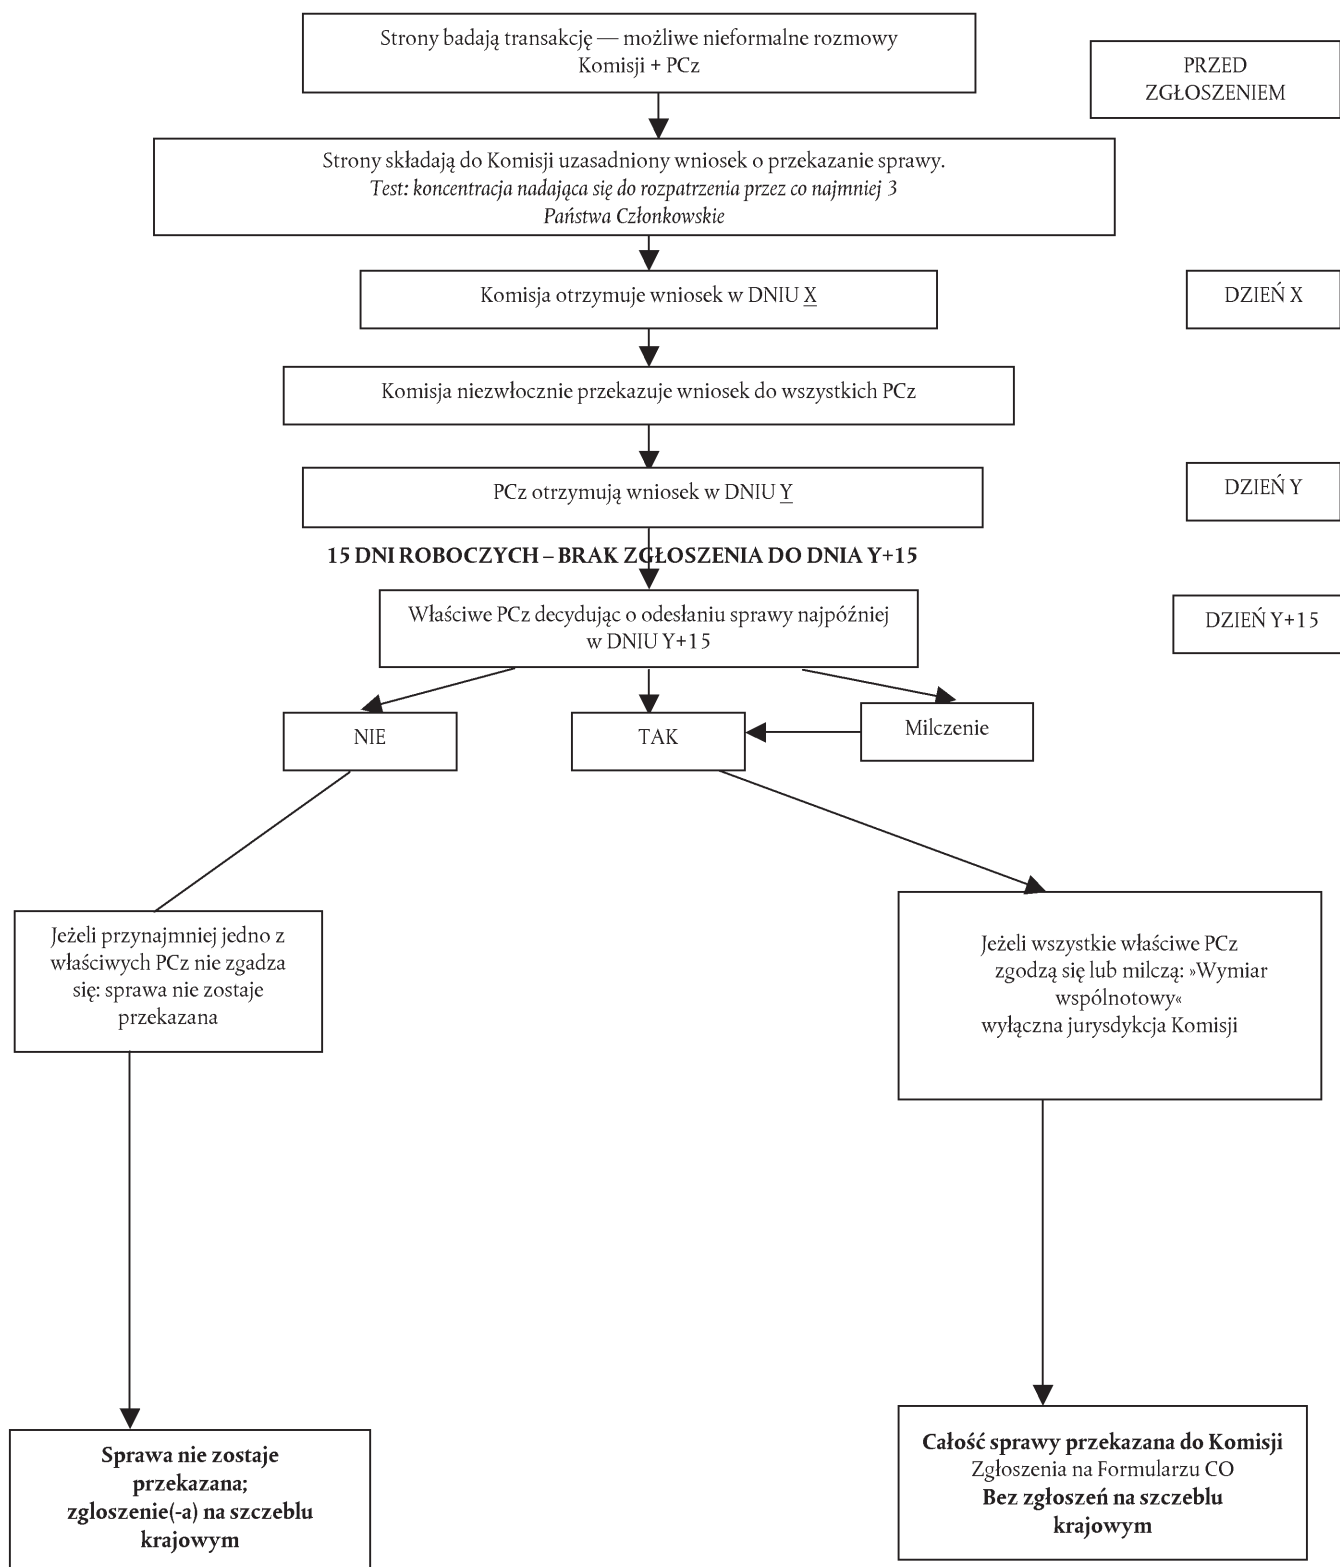 Strony badają transakcję — możliwe nieformalne rozmowy
Komisji + PCz
PRZED
ZGŁOSZENIEM
Strony składają do Komisji uzasadniony wniosek o przekazanie sprawy.
Test: koncentracja nadająca się do rozpatrzenia przez co najmniej 3
Państwa Członkowskie
Komisja otrzymuje wniosek w DNIU X
DZIEŃ X
Komisja niezwłocznie przekazuje wniosek do wszystkich PCz
PCz otrzymują wniosek w DNIU Y
DZIEŃ Y
15 DNI ROBOCZYCH – BRAK ZGŁOSZENIA DO DNIA Y+15
Właściwe PCz decydując o odesłaniu sprawy najpóźniej
w DNIU Y+15
DZIEŃ Y+15
NIE
TAK
Milczenie
Jeżeli przynajmniej jedno z
właściwych PCz nie zgadza
się: sprawa nie zostaje
przekazana
Jeżeli wszystkie właściwe PCz
zgodzą się lub milczą: »Wymiar
wspólnotowy«
wyłączna jurysdykcja Komisji
Sprawa nie zostaje
przekazana;
zgloszenie(-a) na szczeblu
krajowym
Całość sprawy przekazana do Komisji
Zgłoszenia na Formularzu CO
Bez zgłoszeń na szczeblu
krajowym